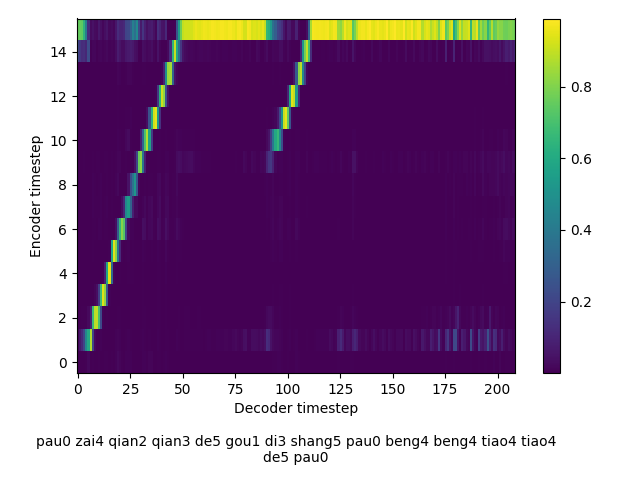 14
12
10
8
6
4
2
0
Encoder timestep
0 25 50 75 100 125 150 175 200
Decoder timestep
0.8
0.6
0.4
0.2
pau0 zai4 qian2 qian3 de5 gou1 di3 shang5 pau0 beng4 beng4 tiao4 tiao4
de5 pau0